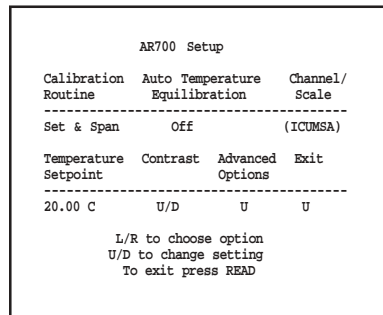 AR700 Setup
Calibration Auto Temperature Channel/
Routine Equilibration Scale
----------------------------------------
Set & Span Off (ICUMSA)
Temperature Contrast Advanced Exit
Setpoint Options
----------------------------------------
20.00 C U/D U U
L/R to choose option
U/D to change setting
To exit press READ